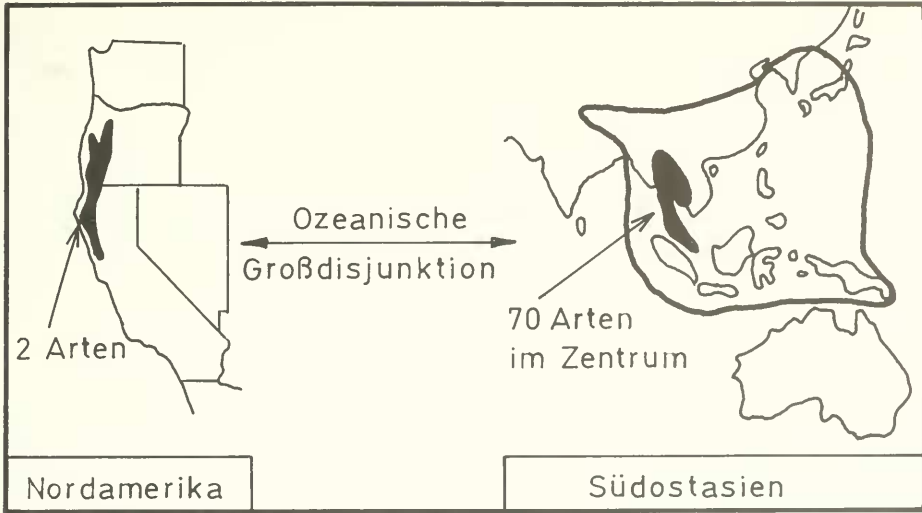 Ozeanische
Großdisjunktion
2 Arten
70 Arten
im Zentrum
Nordamerika
Südostasien